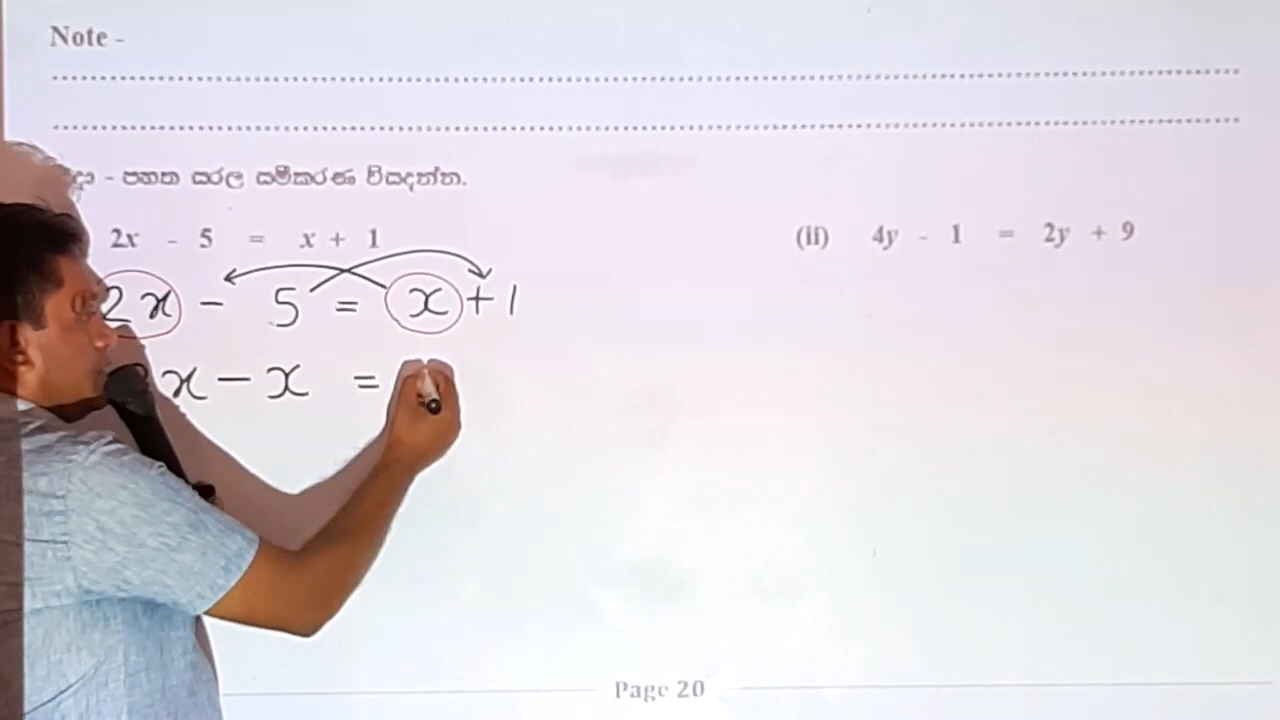 Note -
- පහත සරල සමීකරණ විසඳන්න.
2x - 5 = x + 1
(ii) 4y - 1 = 2y + 9
2x - 5 = x + 1
x - x =
Page 20